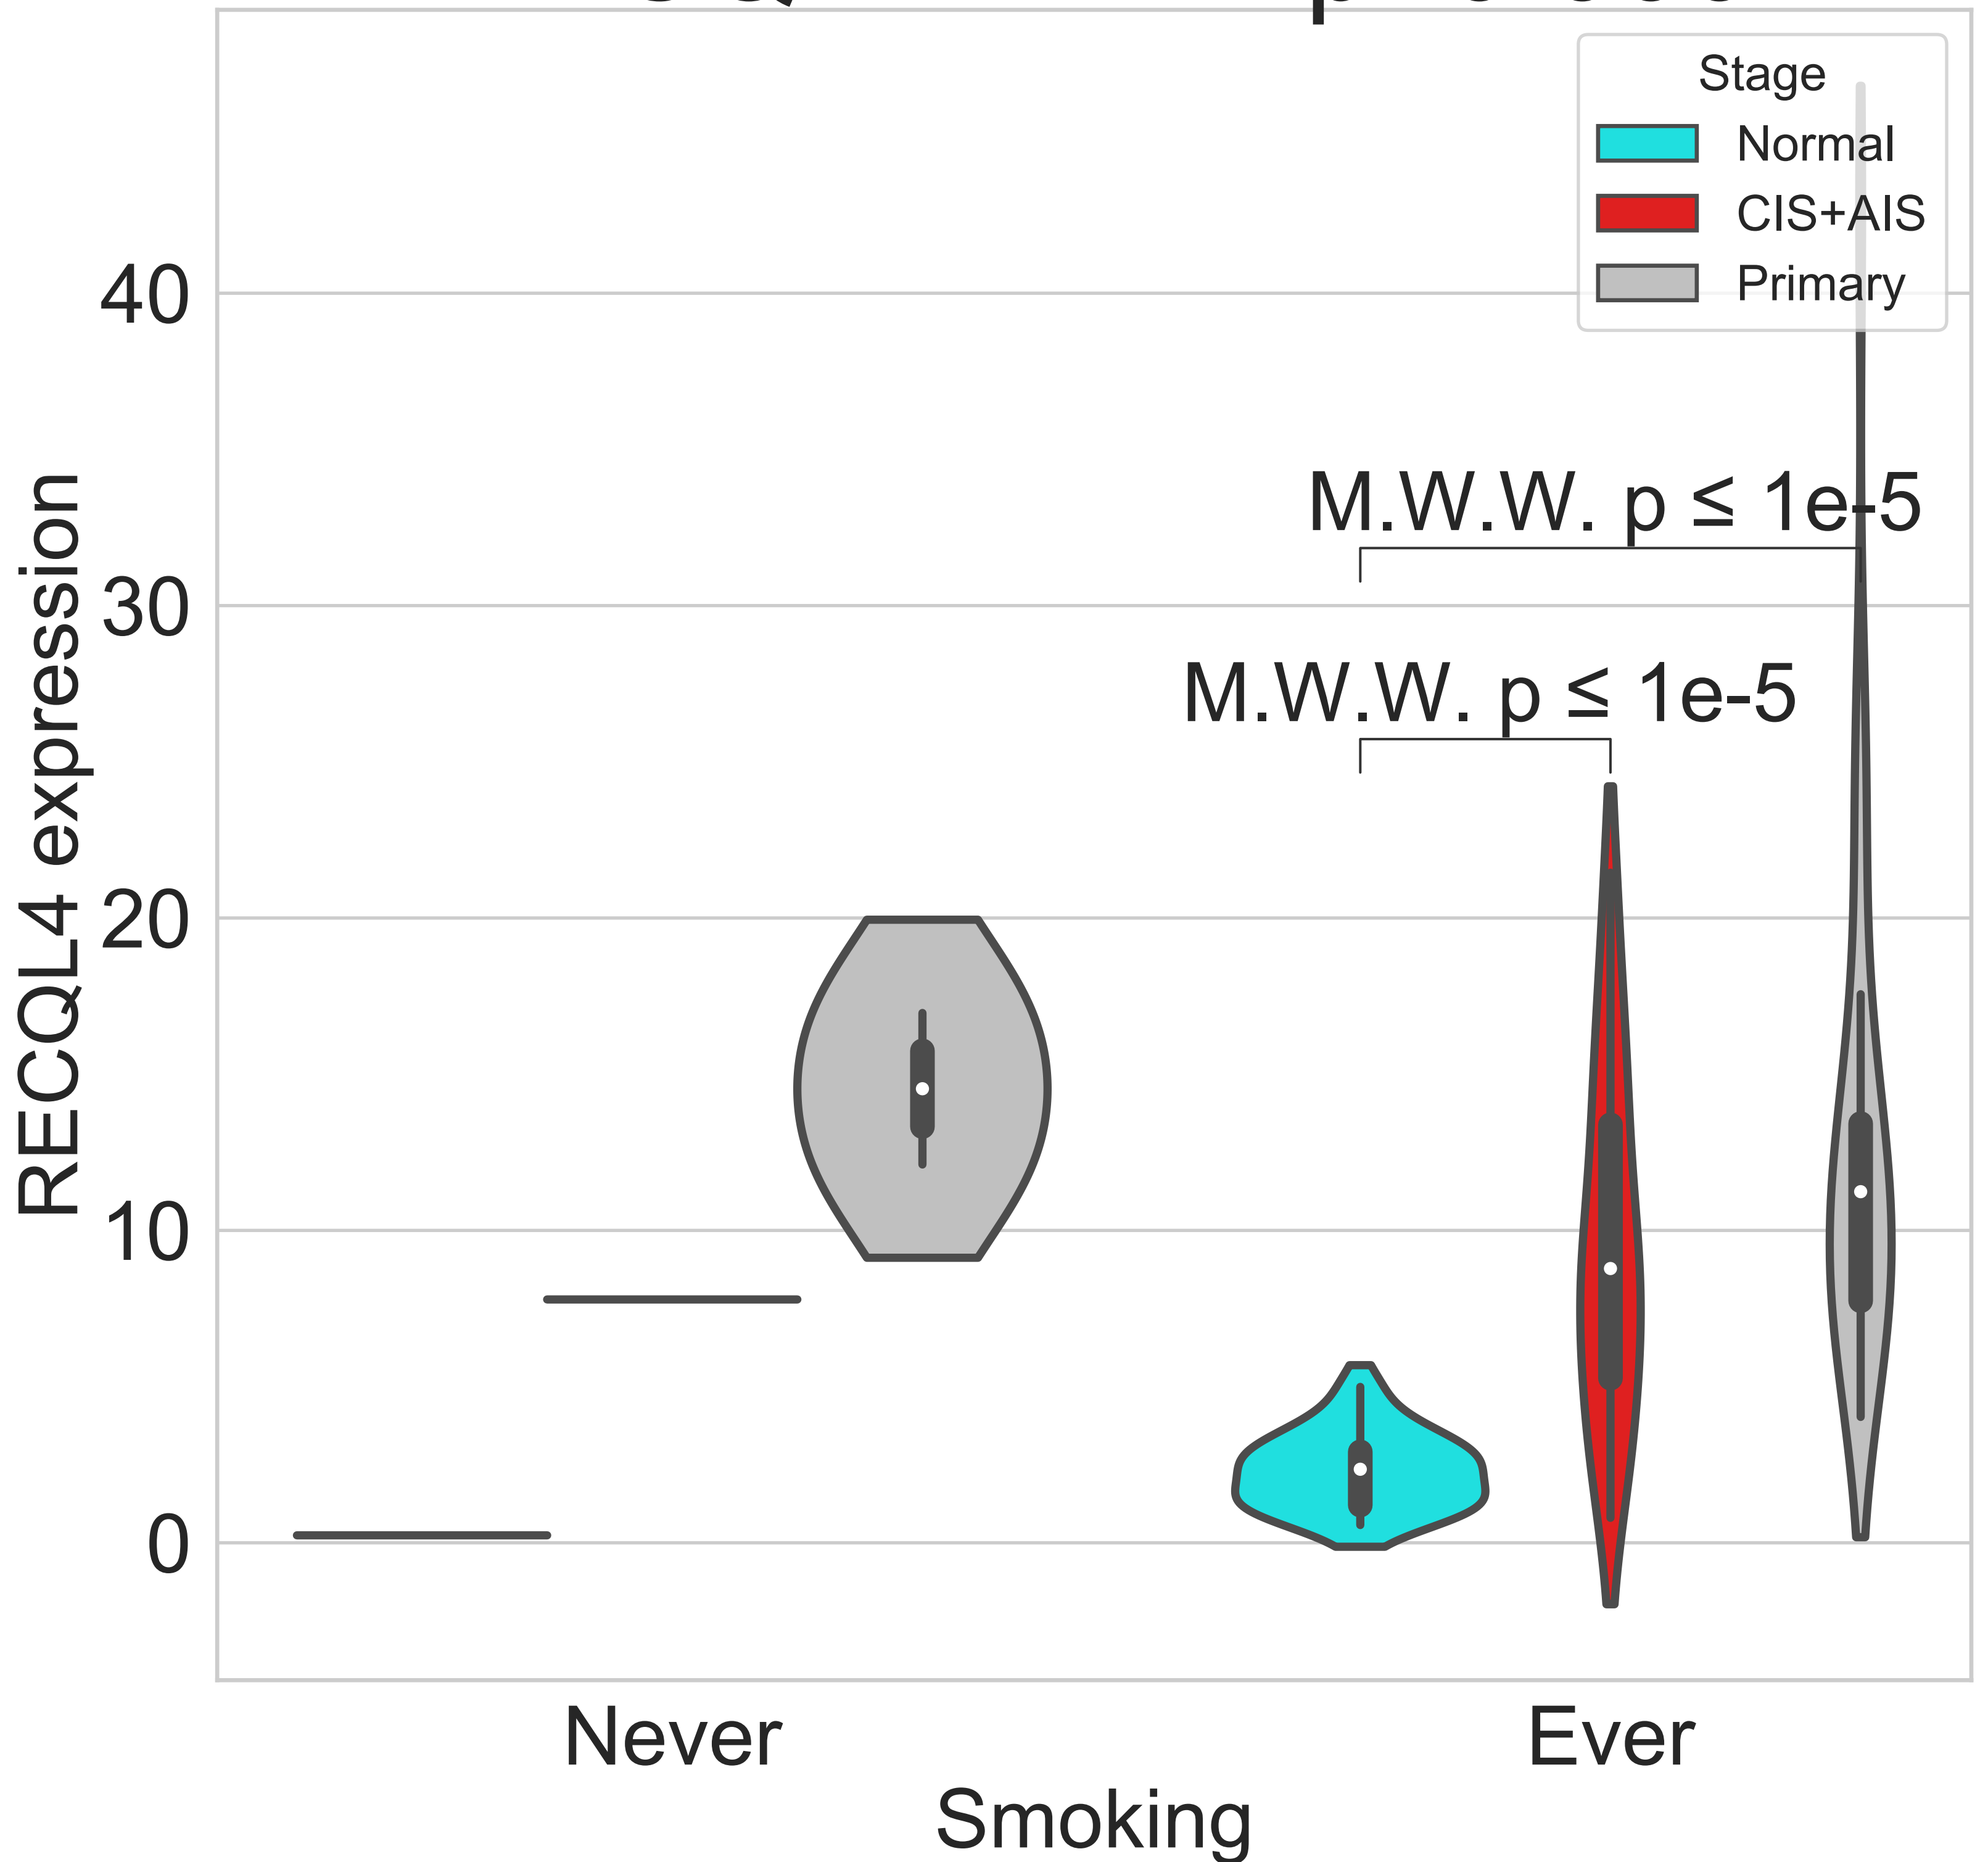 Stage
Normal
CIS+AIS
Primary
40
30
20
10
0
RECQL4 expression
M.W.W. p ≤ 1e-5
M.W.W. p ≤ 1e-5
Never
Ever
Smoking